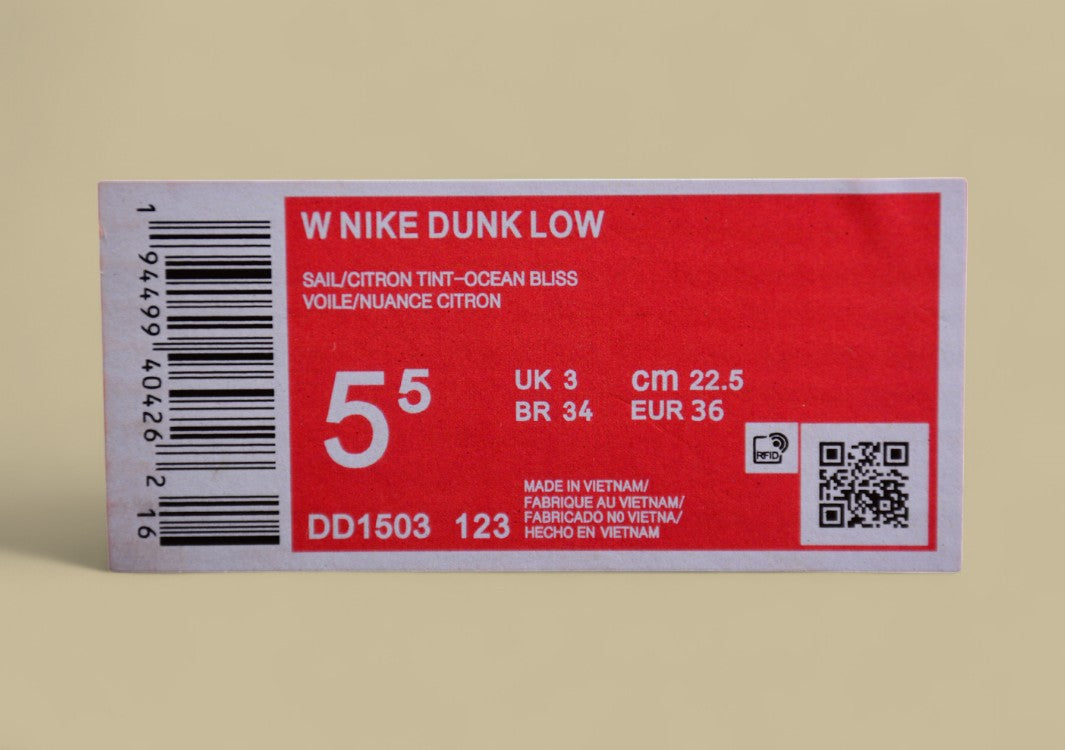 1 94499 40426 2 16
W NIKE DUNK LOW
SAIL/CITRON TINT-OCEAN BLISS
VOILE/NUANCE CITRON
5⁵
UK 3 cm 22.5
BR 34 EUR 36
RFID
MADE IN VIETNAM/
FABRIQUE AU VIETNAM/
FABRICADO NO VIETNA/
HECHO EN VIETNAM
DD1503 123